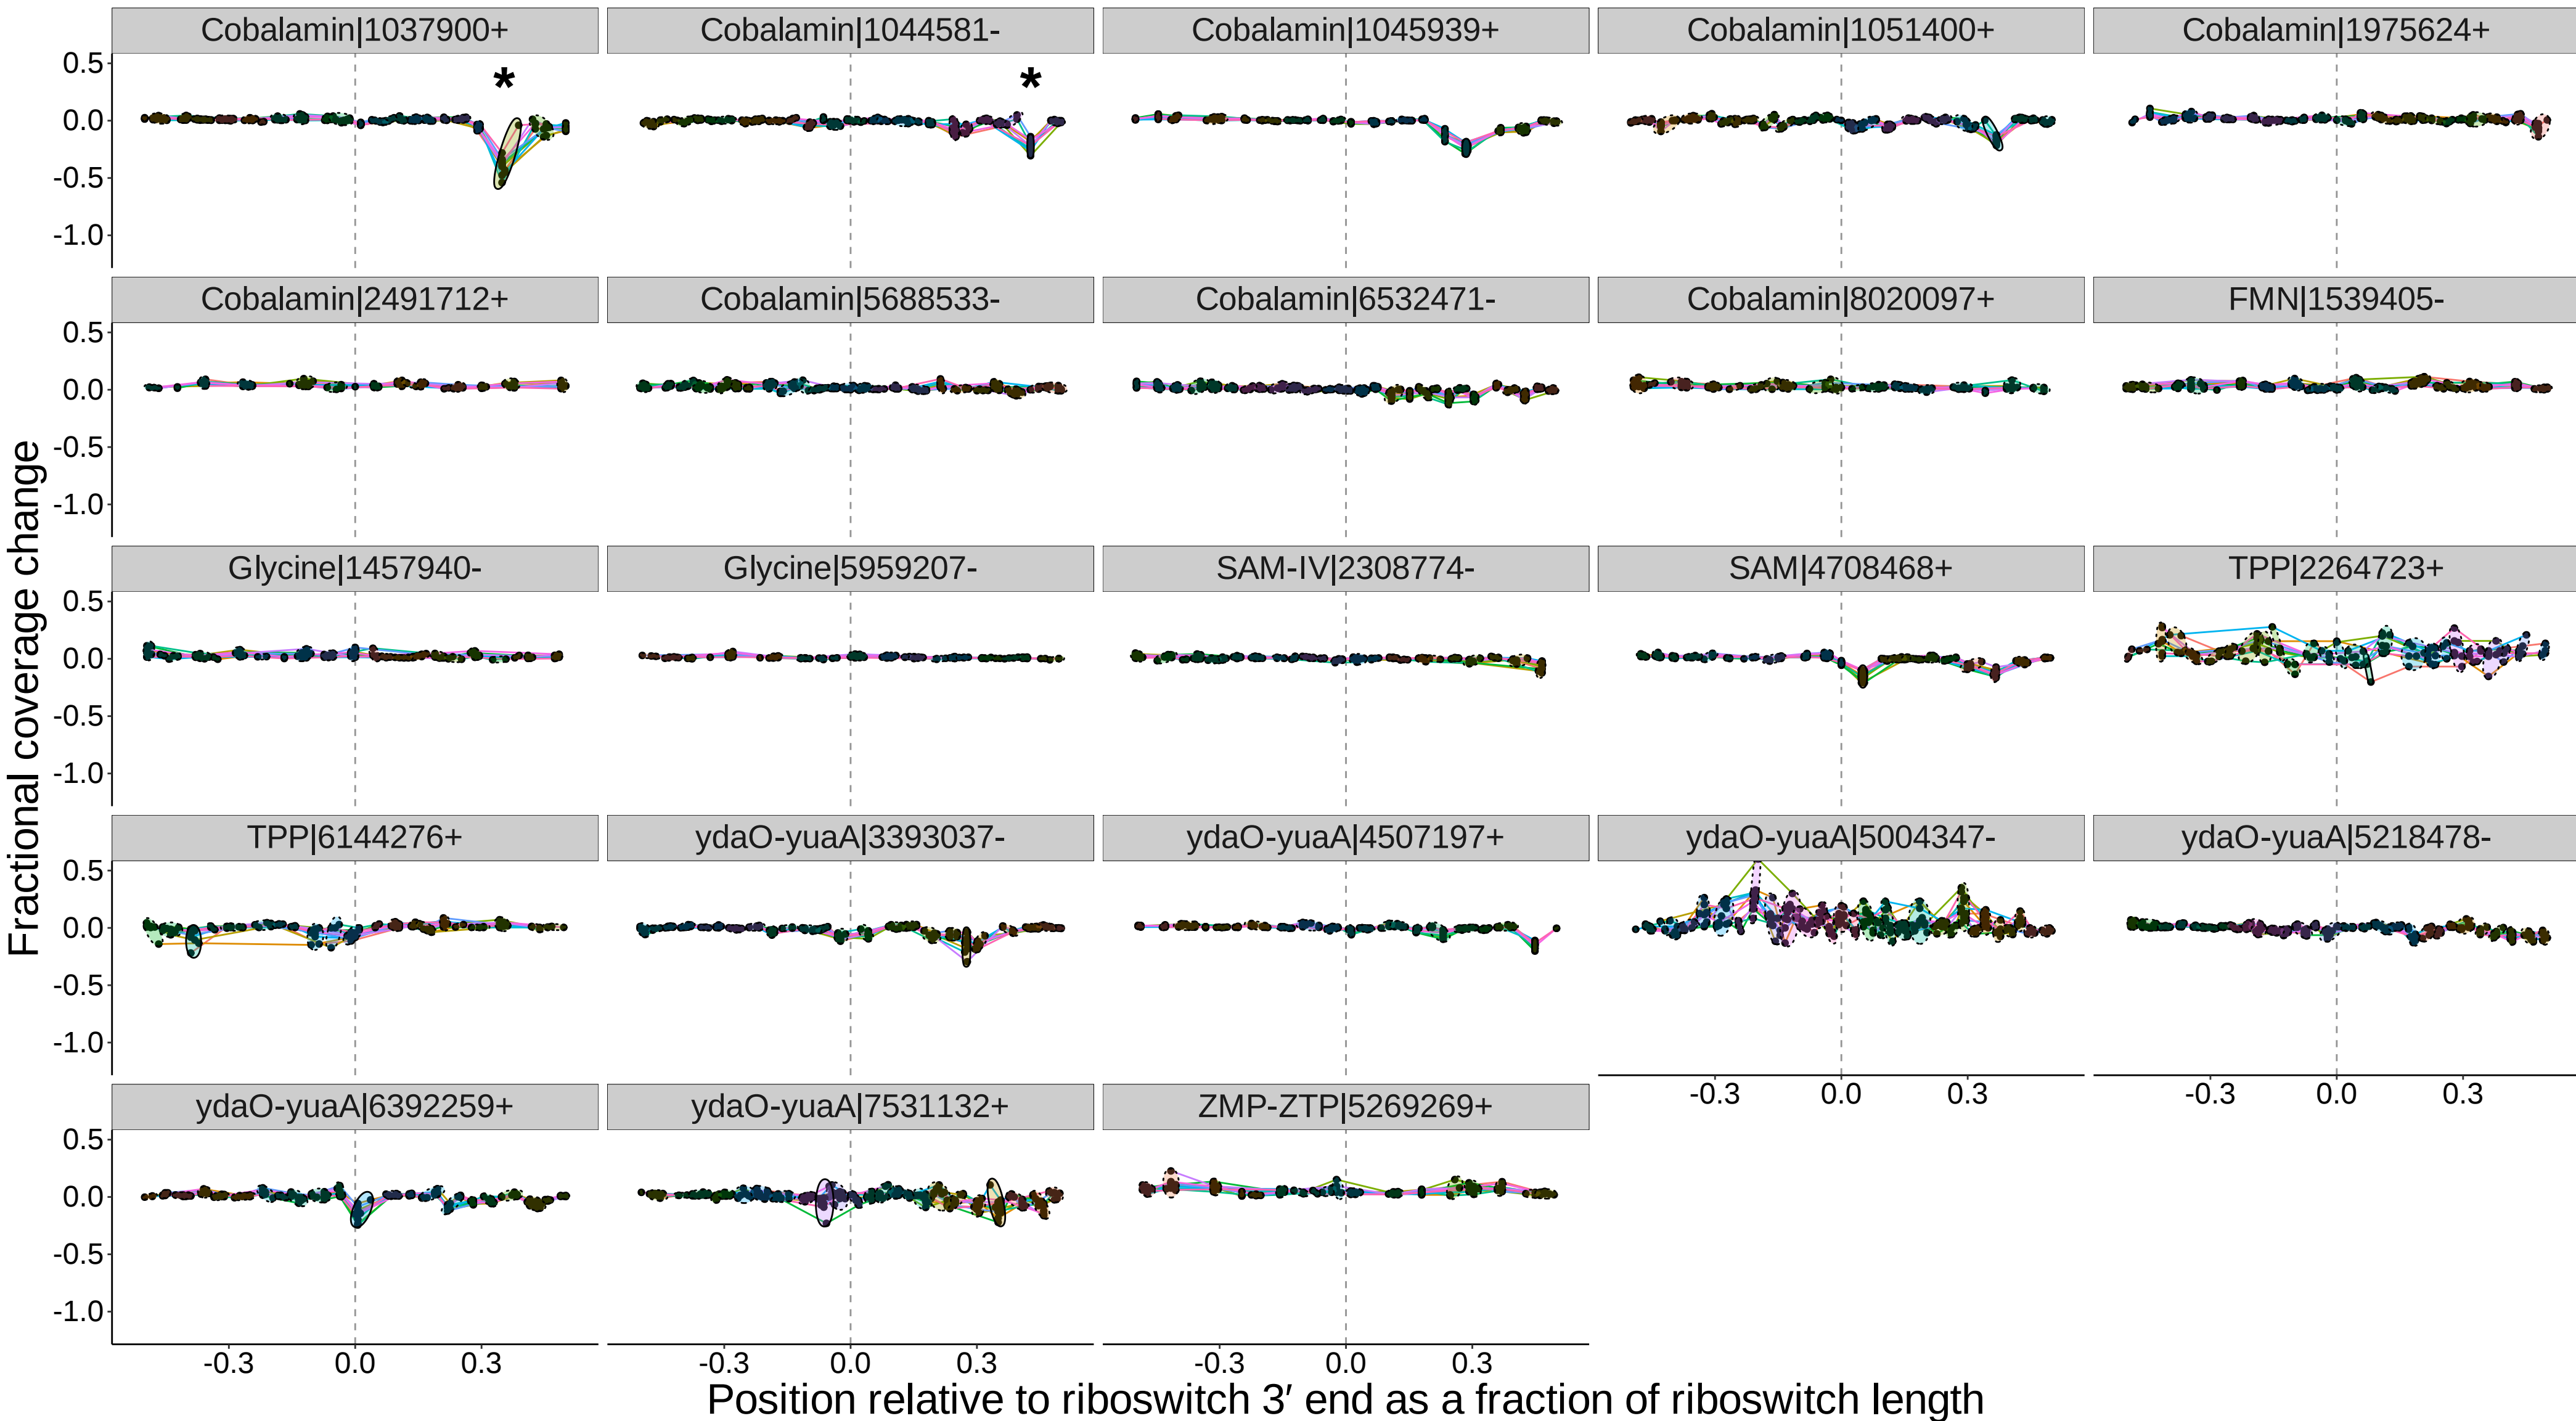 Cobalamin|1037900+ Cobalamin|1044581- Cobalamin|1045939+ Cobalamin|1051400+ Cobalamin|1975624+
0.5
* *
0.0
-0.5
-1.0
Cobalamin|2491712+ Cobalamin|5688533- Cobalamin|6532471- Cobalamin|8020097+ FMN|1539405-
0.5
0.0
-0.5
-1.0
Fractional coverage change
Glycine|1457940- Glycine|5959207- SAM-IV|2308774- SAM|4708468+ TPP|2264723+
0.5
0.0
-0.5
-1.0
TPP|6144276+ ydaO-yuaA|3393037- ydaO-yuaA|4507197+ ydaO-yuaA|5004347- ydaO-yuaA|5218478-
0.5
0.0
-0.5
-1.0
-0.3 0.0 0.3 -0.3 0.0 0.3
ydaO-yuaA|6392259+ ydaO-yuaA|7531132+ ZMP-ZTP|5269269+
0.5
0.0
-0.5
-1.0
-0.3 0.0 0.3 -0.3 0.0 0.3 -0.3 0.0 0.3
Position relative to riboswitch 3′ end as a fraction of riboswitch length